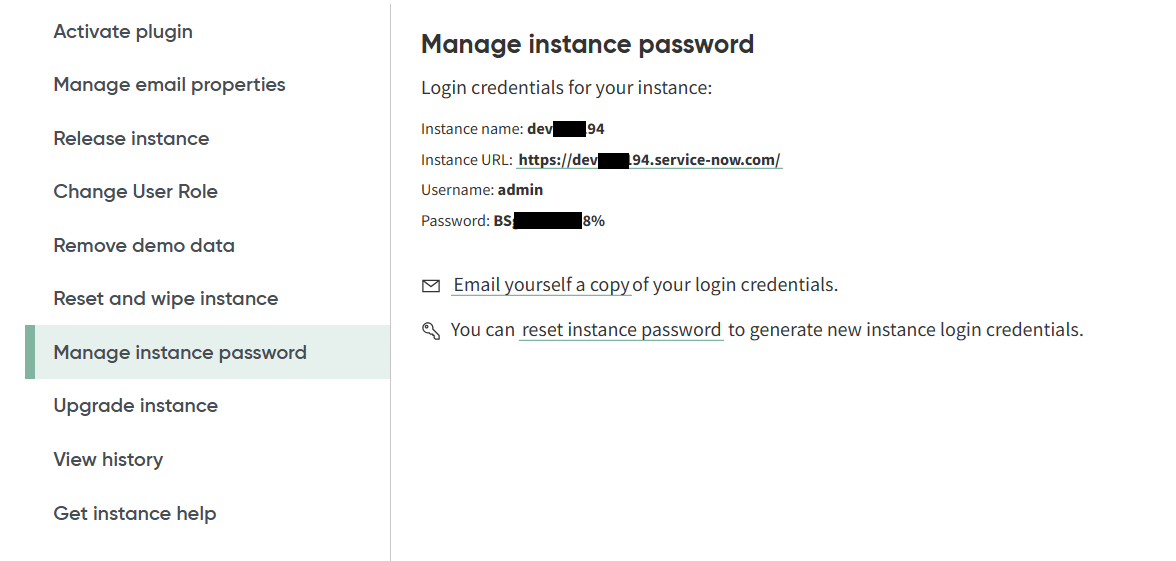 Activate plugin
Manage email properties
Release instance
Change User Role
Remove demo data
Reset and wipe instance
Manage instance password
Upgrade instance
View history
Get instance help
Manage instance password
Login credentials for your instance:
Instance name: dev 94
Instance URL: https://dev .94.service-now.com/
Username: admin
Password: BS 8%
Email yourself a copy of your login credentials.
You can reset instance password to generate new instance login credentials.